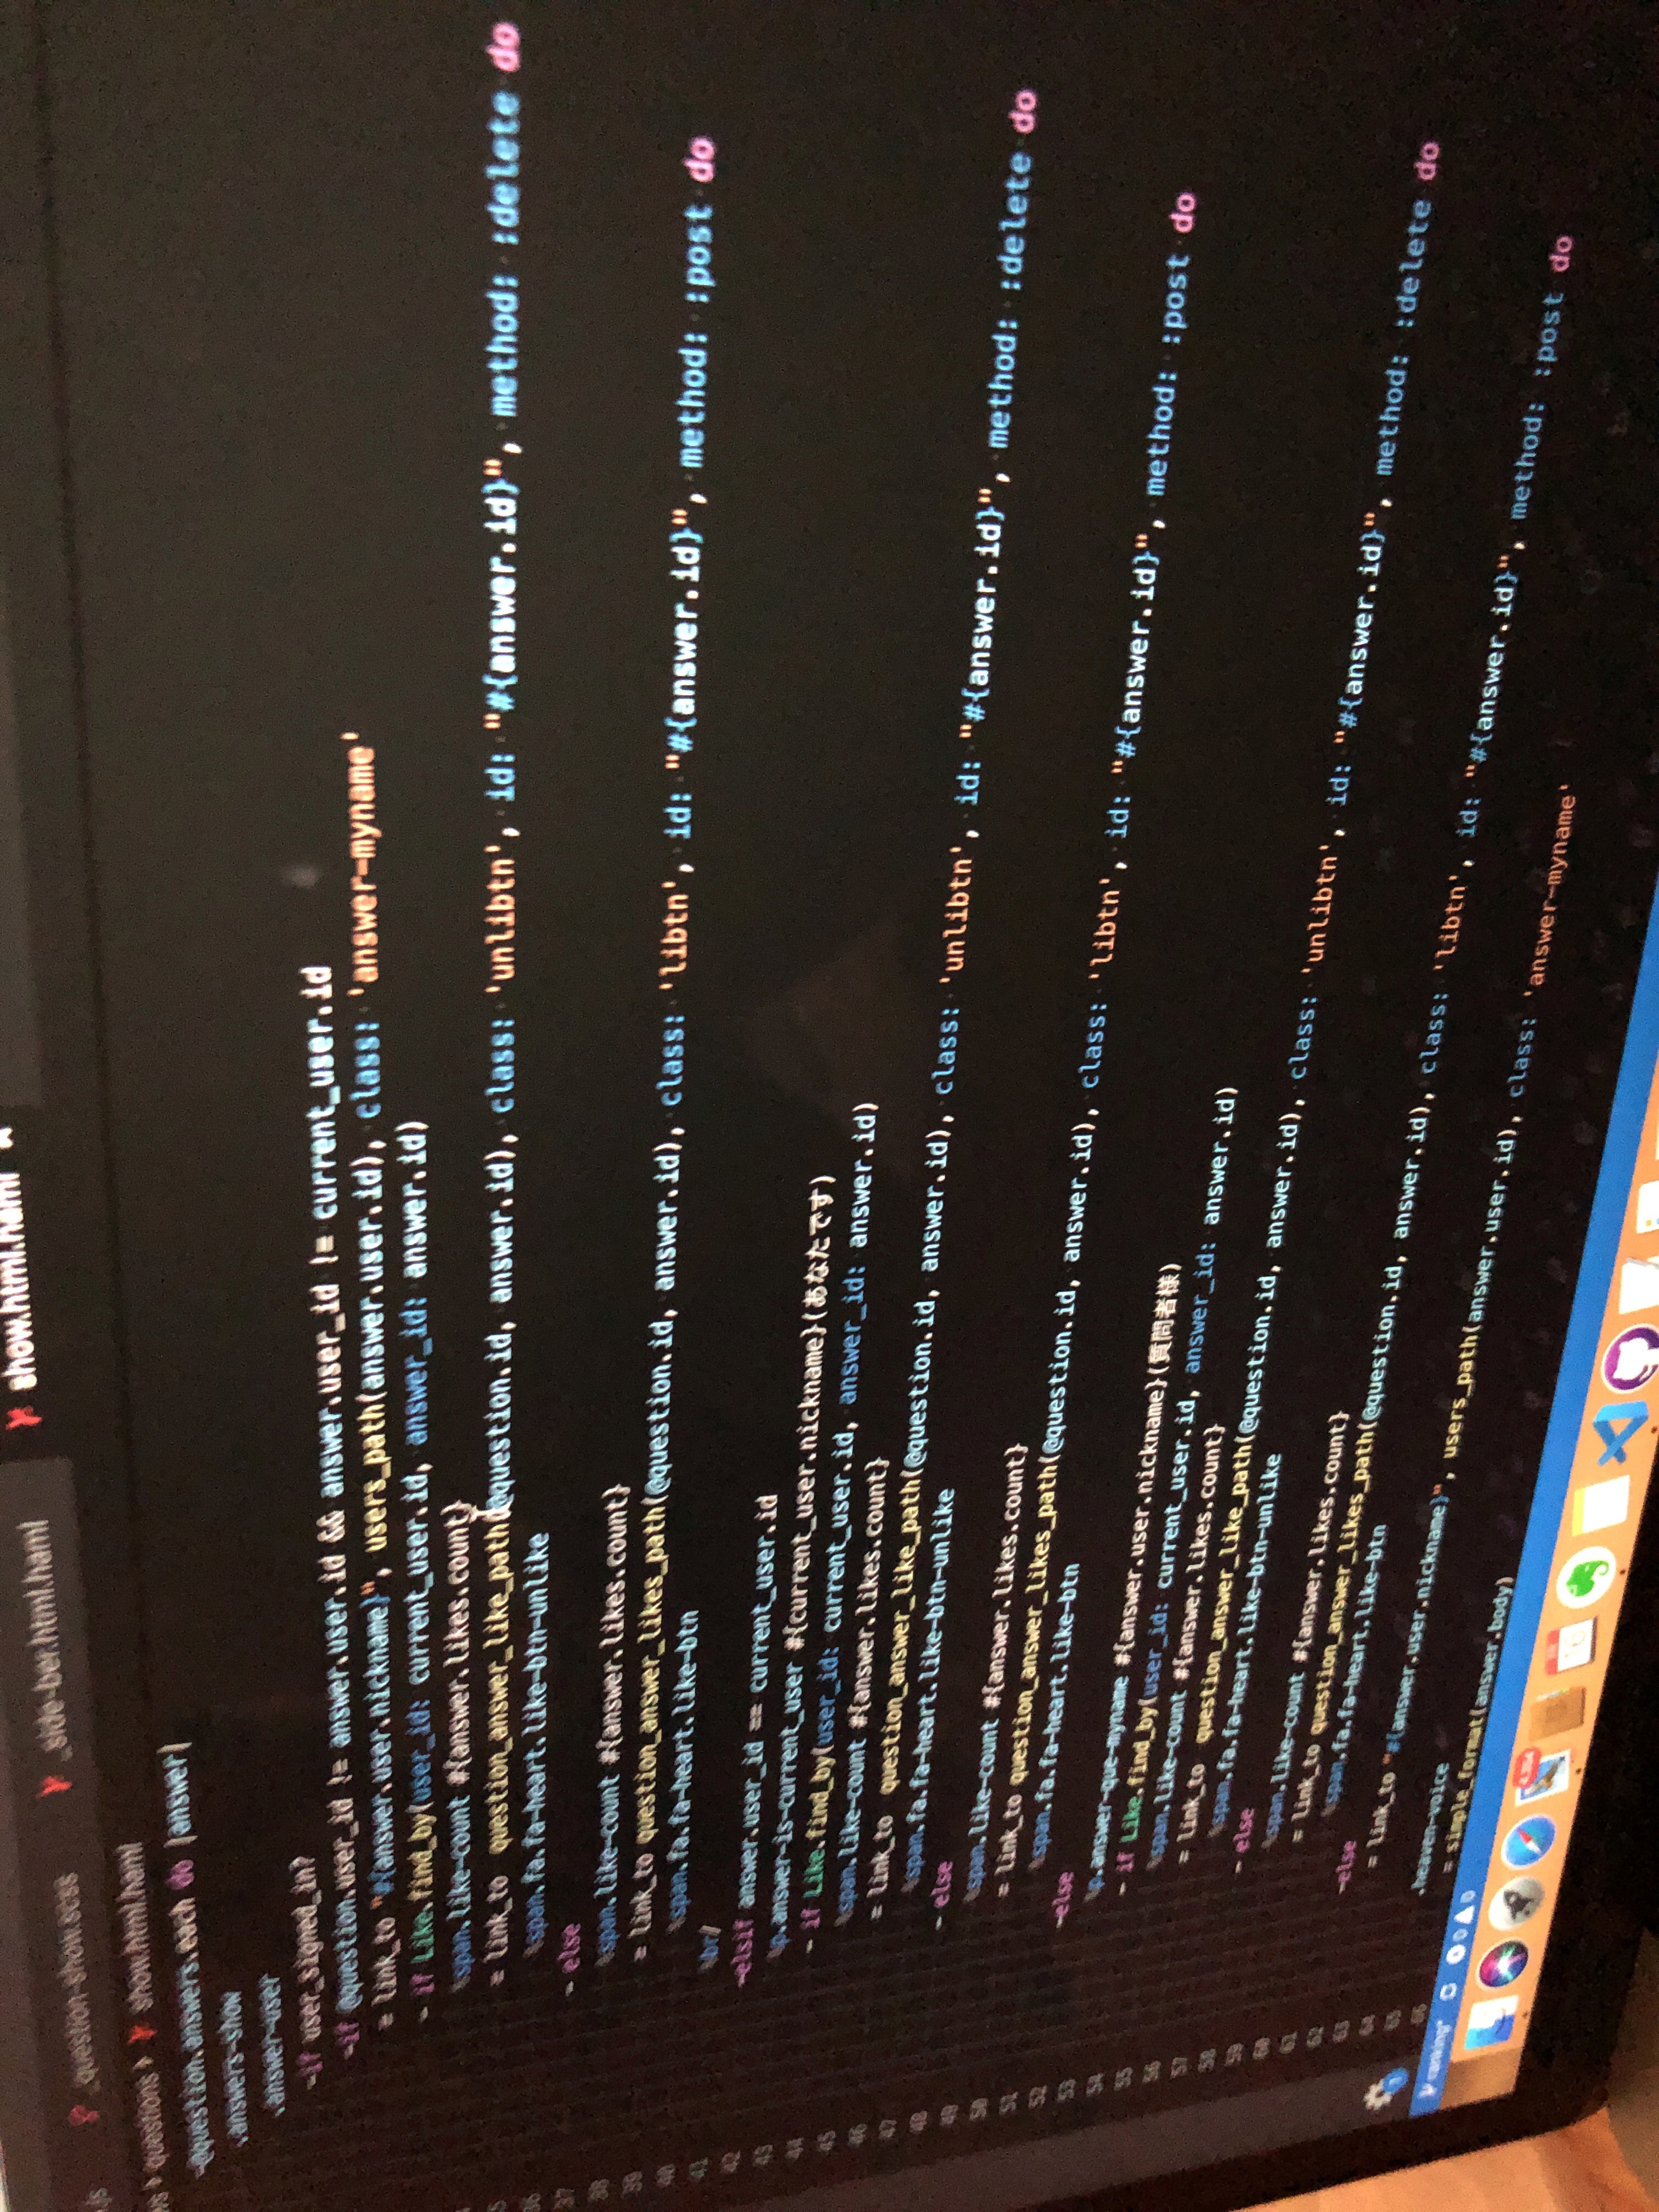 .js _question-show.scss _side-ber.html.haml show.html.haml
questions show.html.haml
-@question.answers.each do |answer|
.answers-show
.answer-user
-if user_signed_in?
-if @question.user_id != answer.user.id && answer.user_id != current_user.id
= link_to "#{answer.user.nickname}", users_path(answer.user.id), class: 'answer-myname'
- if Like.find_by(user_id: current_user.id, answer_id: answer.id)
%span.like-count #{answer.likes.count}
= link_to question_answer_like_path(@question.id, answer.id), class: 'unlibtn', id: "#{answer.id}", method: :delete do
%span.fa.fa-heart.like-btn-unlike
- else
%span.like-count #{answer.likes.count}
= link_to question_answer_likes_path(@question.id, answer.id), class: 'libtn', id: "#{answer.id}", method: :post do
%span.fa.fa-heart.like-btn
%br/
-elsif answer.user_id == current_user.id
%p.answer-is-current_user #{current_user.nickname}(あなたです)
- if Like.find_by(user_id: current_user.id, answer_id: answer.id)
%span.like-count #{answer.likes.count}
= link_to question_answer_like_path(@question.id, answer.id), class: 'unlibtn', id: "#{answer.id}", method: :delete do
%span.fa.fa-heart.like-btn-unlike
- else
%span.like-count #{answer.likes.count}
= link_to question_answer_likes_path(@question.id, answer.id), class: 'libtn', id: "#{answer.id}", method: :post do
%span.fa.fa-heart.like-btn
-else
%p.answer-que-myname #{answer.user.nickname}(質問者様)
- if Like.find_by(user_id: current_user.id, answer_id: answer.id)
%span.like-count #{answer.likes.count}
= link_to question_answer_like_path(@question.id, answer.id), class: 'unlibtn', id: "#{answer.id}", method: :delete do
%span.fa.fa-heart.like-btn-unlike
- else
%span.like-count #{answer.likes.count}
= link_to question_answer_likes_path(@question.id, answer.id), class: 'libtn', id: "#{answer.id}", method: :post do
%span.fa.fa-heart.like-btn
-else
= link_to "#{answer.user.nickname}", users_path(answer.user.id), class: 'answer-myname'
.heaven-voice
= simple_format(answer.body)
ranking* 0 0